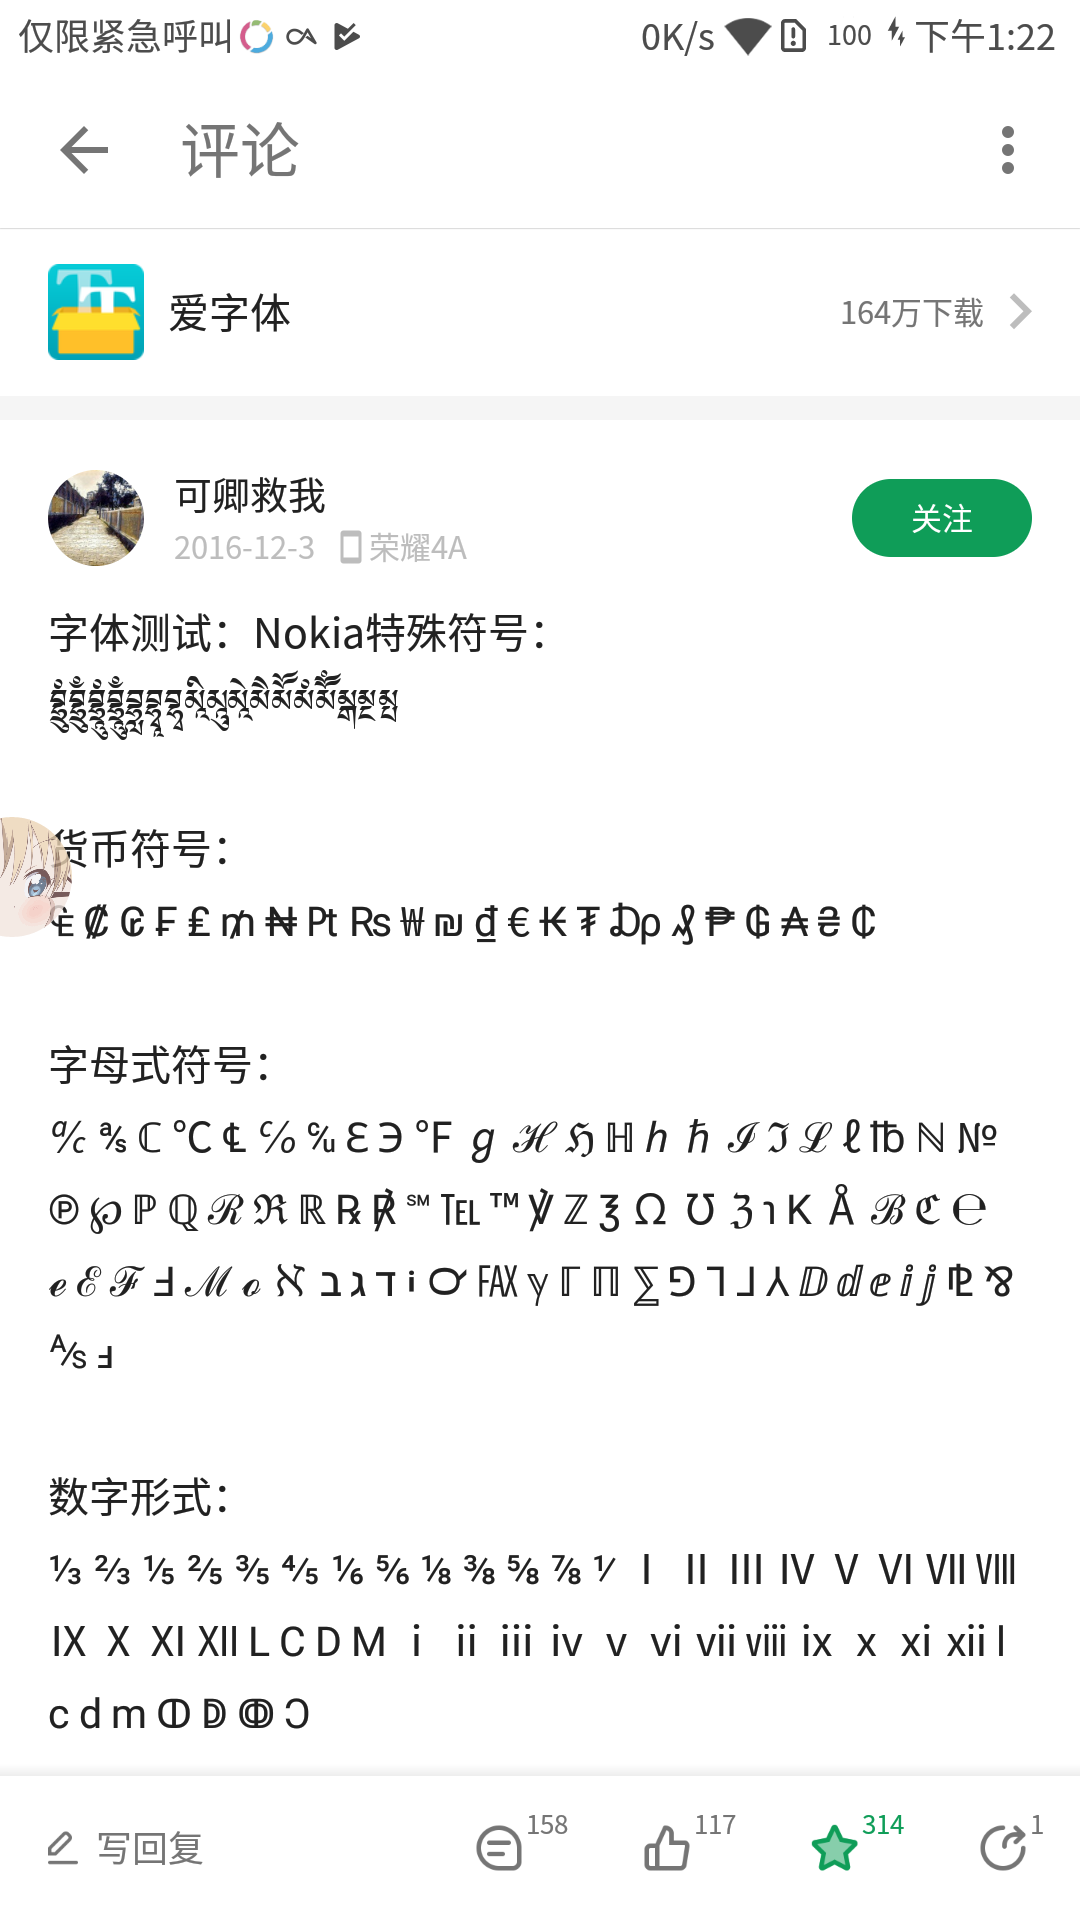 仅限紧急呼叫 0K/s 100 下午1:22
评论
爱字体 164万下载
可卿救我
2016-12-3 荣耀4A 关注
字体测试：Nokia特殊符号：
货币符号：
₡ ₢ ₣ ₤ ₥ ₦ ₧ ₨ ₩ ₪ ₫ € ₭ ₮ ₯ ₰ ₱ ₲ ₳ ₴ ₵
字母式符号：
℀ ℁ ℂ ℃ ℄ ℅ ℆ ℇ ℈ ℉ ℊ ℋ ℌ ℍ ℎ ℏ ℐ ℑ ℒ ℓ ℔ ℕ №
℗ ℘ ℙ ℚ ℛ ℜ ℝ ℞ ℟ ℠ ℡ ™ ℣ ℤ ℥ Ω ℧ ℨ ℩ K Å ℬ ℭ ℮
ℯ ℰ ℱ Ⅎ ℳ ℴ ℵ ℶ ℷ ℸ ℹ ℺ ℻ ℽ ℾ ℿ ⅀ ⅁ ⅂ ⅃ ⅄ ⅅ ⅆ ⅇ ⅈ ⅉ ⅊ ⅋
⅍ ⅎ
数字形式：
⅓ ⅔ ⅕ ⅖ ⅗ ⅘ ⅙ ⅚ ⅛ ⅜ ⅝ ⅞ ⅟ Ⅰ Ⅱ Ⅲ Ⅳ Ⅴ Ⅵ Ⅶ Ⅷ
Ⅸ Ⅹ Ⅺ Ⅻ Ⅼ Ⅽ Ⅾ Ⅿ ⅰ ⅱ ⅲ ⅳ ⅴ ⅵ ⅶ ⅷ ⅸ ⅹ ⅺ ⅻ ⅼ
ⅽ ⅾ ⅿ ↀ ↁ ↂ Ↄ
写回复 158 117 314 1